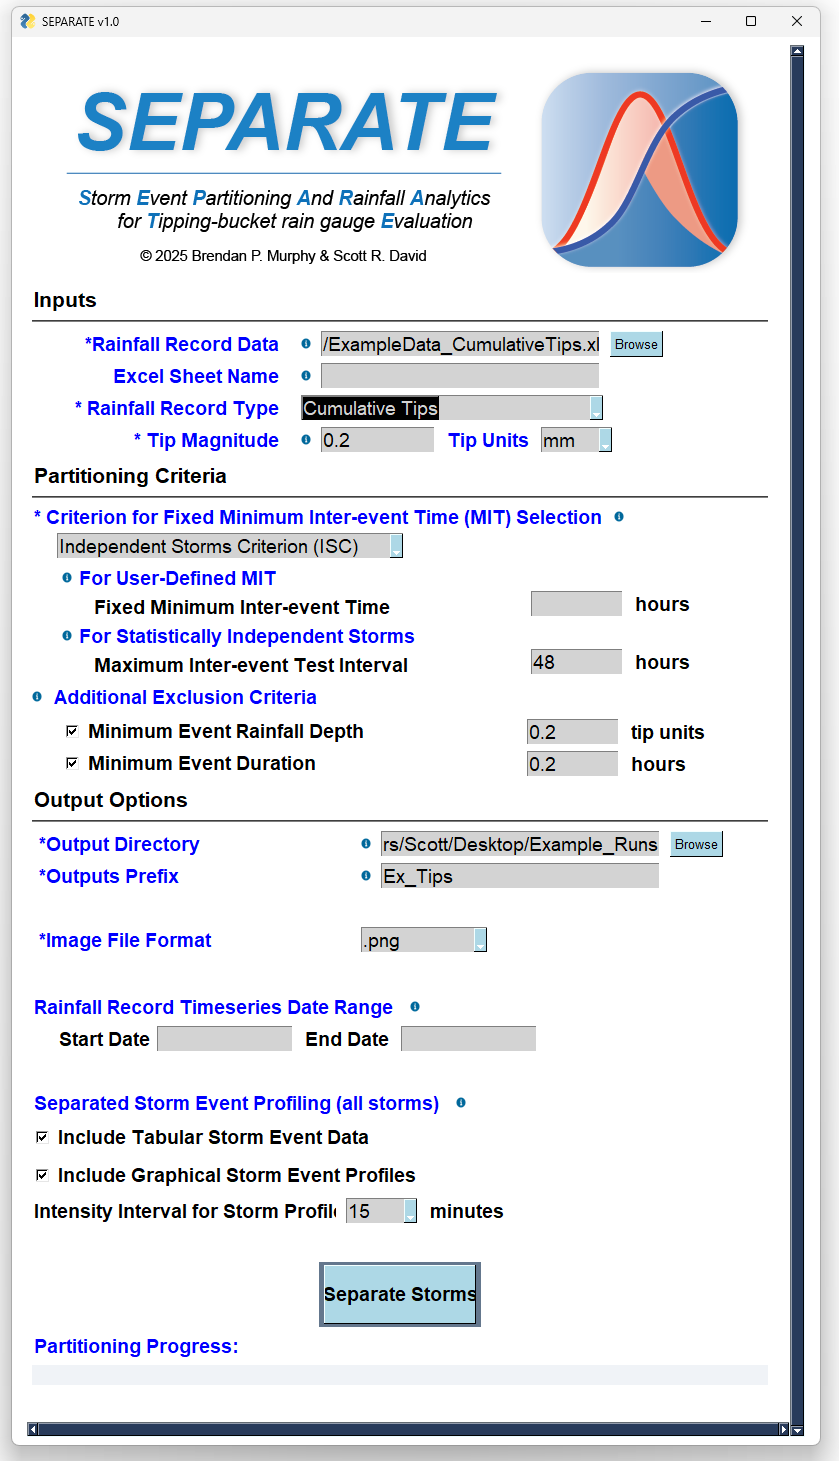 SEPARATE v1.0
SEPARATE
Storm Event Partitioning And Rainfall Analytics
for Tipping-bucket rain gauge Evaluation
© 2025 Brendan P. Murphy & Scott R. David
Inputs
*Rainfall Record Data /ExampleData_CumulativeTips.xl Browse
Excel Sheet Name
* Rainfall Record Type Cumulative Tips
* Tip Magnitude 0.2 Tip Units mm
Partitioning Criteria
* Criterion for Fixed Minimum Inter-event Time (MIT) Selection
Independent Storms Criterion (ISC)
For User-Defined MIT
Fixed Minimum Inter-event Time hours
For Statistically Independent Storms
Maximum Inter-event Test Interval 48 hours
Additional Exclusion Criteria
Minimum Event Rainfall Depth 0.2 tip units
Minimum Event Duration 0.2 hours
Output Options
*Output Directory rs/Scott/Desktop/Example_Runs Browse
*Outputs Prefix Ex_Tips
*Image File Format .png
Rainfall Record Timeseries Date Range
Start Date End Date
Separated Storm Event Profiling (all storms)
Include Tabular Storm Event Data
Include Graphical Storm Event Profiles
Intensity Interval for Storm Profil 15 minutes
Separate Storms
Partitioning Progress: